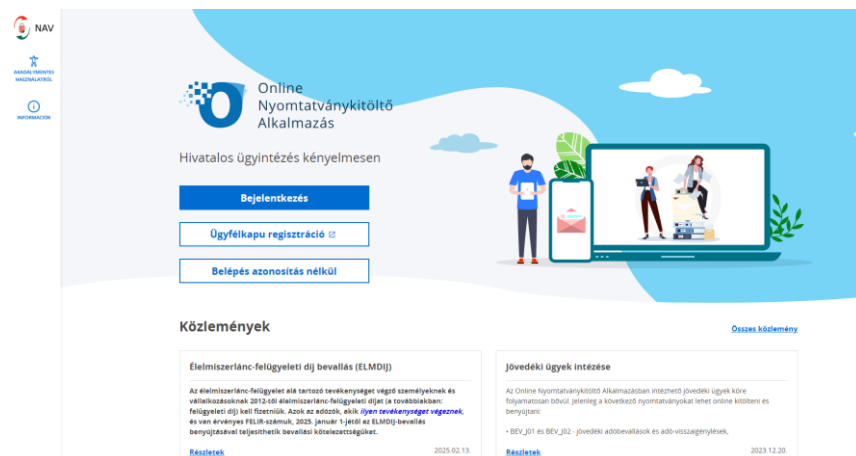 NAV
AKADÁLYMENTES
HASZNÁLATRÓL
INFORMÁCIÓK
Online
Nyomtatványkitöltő
Alkalmazás
Hivatalos ügyintézés kényelmesen
Bejelentkezés
Ügyfélkapu regisztráció
Belépés azonosítás nélkül
Közlemények
Összes közlemény
Élelmiszerlánc-felügyeleti díj bevallás (ELMDIJ)
Az élelmiszerlánc-felügyelet alá tartozó tevékenységet végző személyeknek és
vállalkozásoknak 2012-től élelmiszerlánc-felügyeleti díjat (a továbbiakban:
felügyeleti díj) kell fizetniük. Azok az adózók, akik ilyen tevékenységet végeznek,
és van érvényes FELIR-számuk, 2025. január 1-jétől az ELMDIJ-bevallás
benyújtásával teljesíthetik bevallási kötelezettségüket.
Részletek
2025.02.13.
Jövedéki ügyek intézése
Az Online Nyomtatványkitöltő Alkalmazásban intézhető jövedéki ügyek köre
folyamatosan bővül. Jelenleg a következő nyomtatványokat lehet online kitölteni és
benyújtani:
• BEV_J01 és BEV_J02 - jövedéki adóbevallások és adó-visszaigénylések,
Részletek
2023.12.20.